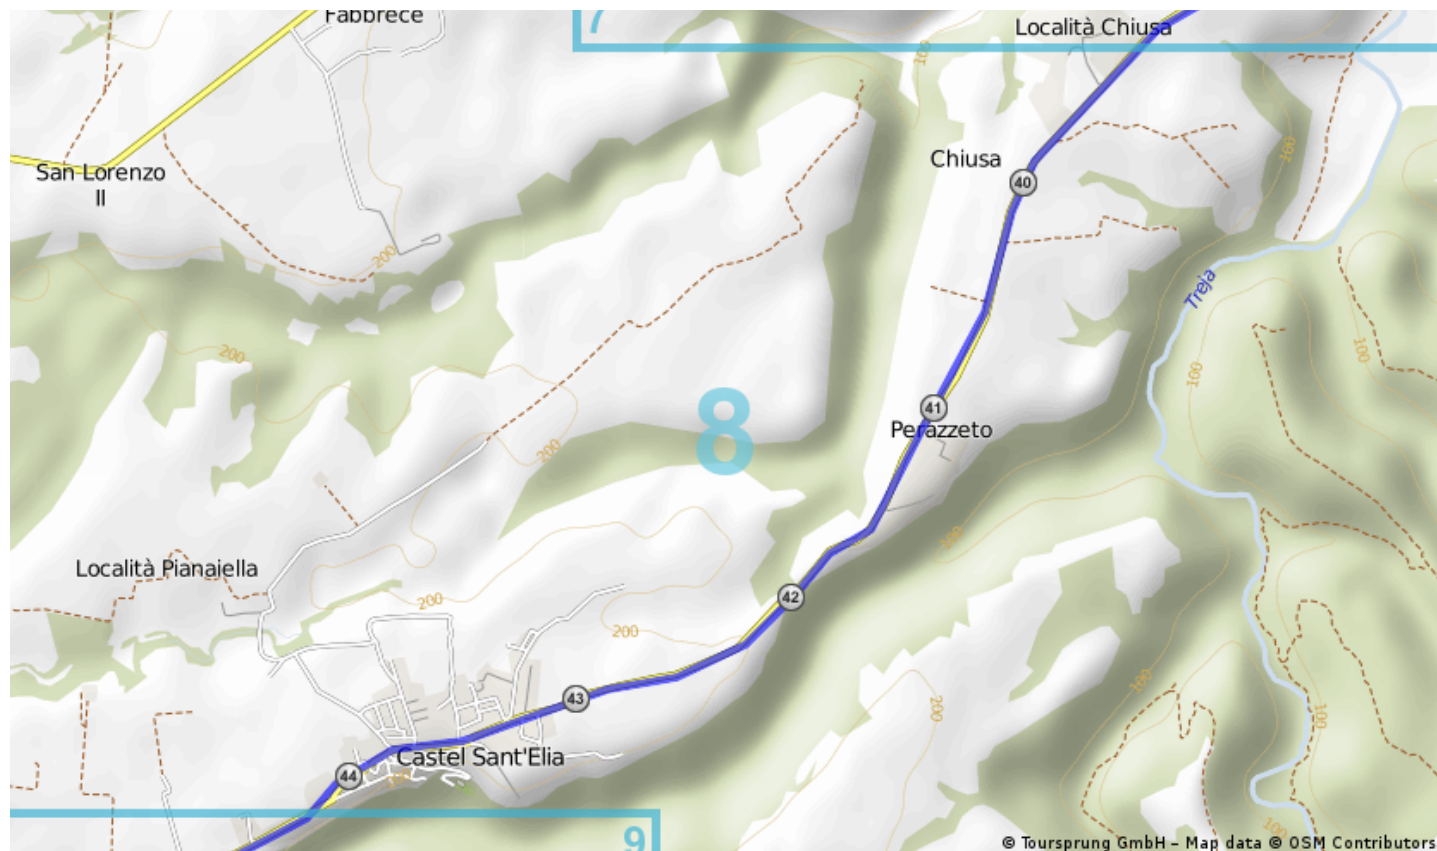 Fabbrece
7
Località Chiusa
100
Chiusa
100
San Lorenzo
II
40
200
Treja
200
100
100
8
41
Perazzeto
200
100
Località Pianaiella
200
42
200
100
200
43
100
Castel Sant'Elia
44
100
9
© Toursprung GmbH – Map data © OSM Contributors